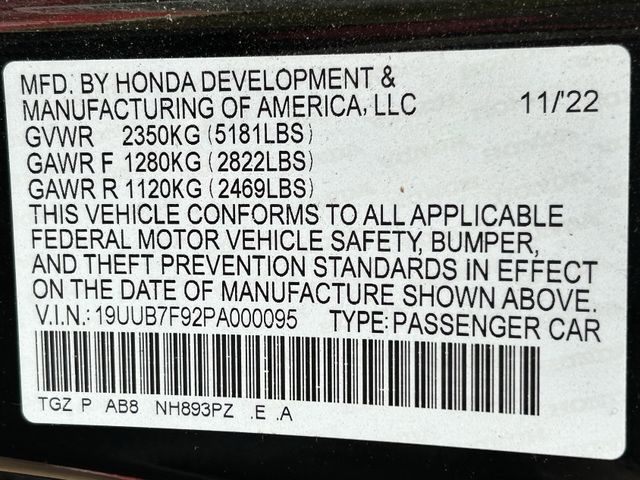 MFD. BY HONDA DEVELOPMENT &
MANUFACTURING OF AMERICA, LLC 11/'22
GVWR 2350KG (5181LBS)
GAWR F 1280KG (2822LBS)
GAWR R 1120KG (2469LBS)
THIS VEHICLE CONFORMS TO ALL APPLICABLE
FEDERAL MOTOR VEHICLE SAFETY, BUMPER,
AND THEFT PREVENTION STANDARDS IN EFFECT
ON THE DATE OF MANUFACTURE SHOWN ABOVE.
V.I.N.: 19UUB7F92PA000095 TYPE: PASSENGER CAR
TGZ P AB8 NH893PZ .E .A